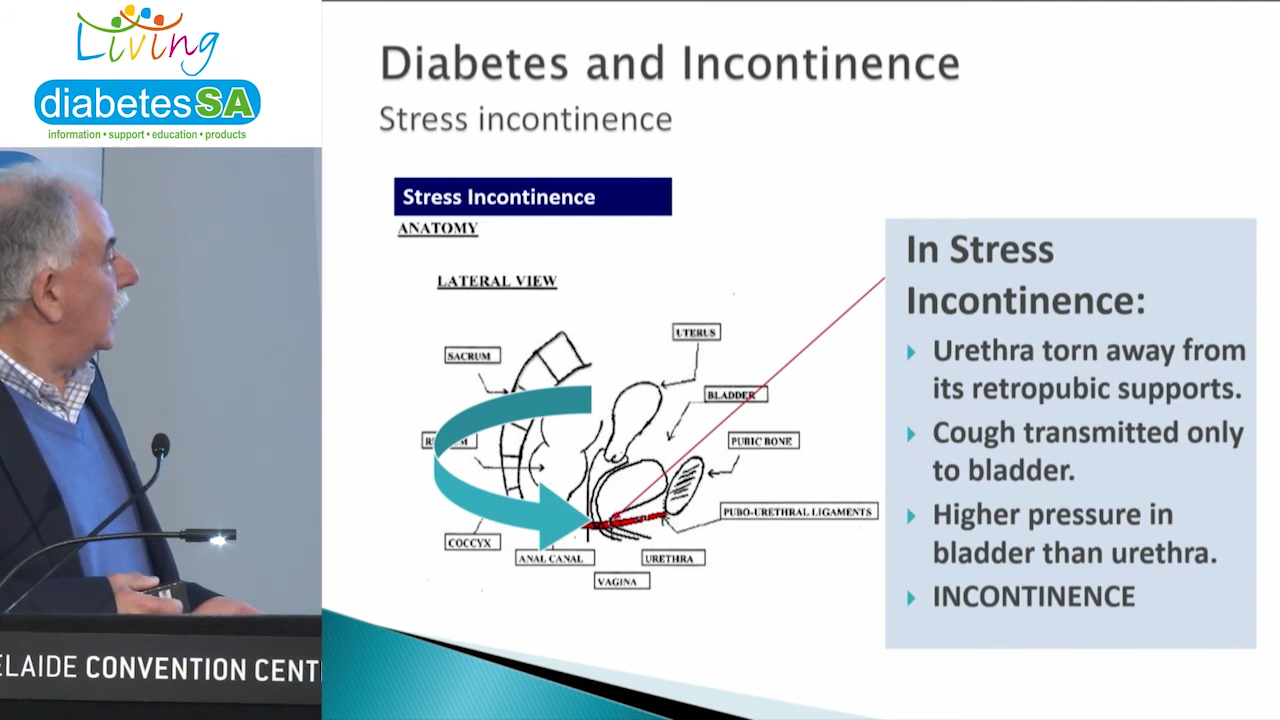 Living
diabetesSA
information • support • education • products
Diabetes and Incontinence
Stress incontinence
Stress Incontinence
ANATOMY
LATERAL VIEW
UTERUS
SACRUM
BLADDER
PUBIC BONE
PUBO-URETHRAL LIGAMENTS
COCCYX
ANAL CANAL
URETHRA
VAGINA
In Stress
Incontinence:
Urethra torn away from
its retropubic supports.
Cough transmitted only
to bladder.
Higher pressure in
bladder than urethra.
INCONTINENCE
ELAIDE CONVENTION CENT